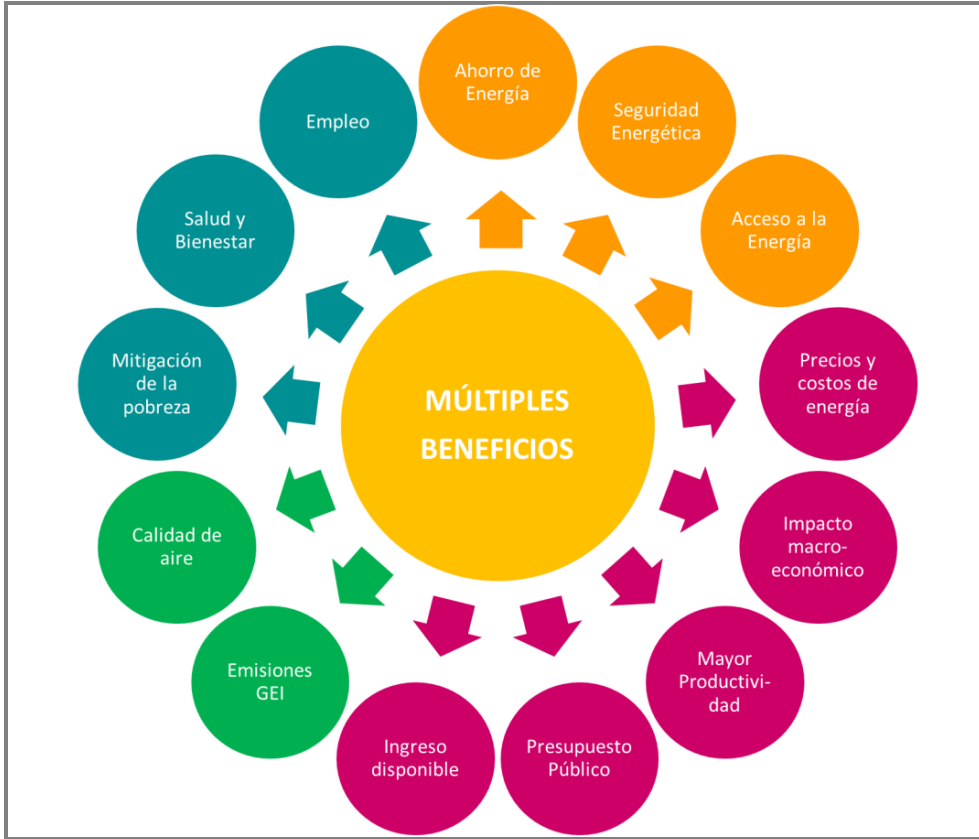 Ahorro de
Energía
Seguridad
Energética
Acceso a la
Energía
Precios y
costos de
energía
Impacto
macro-
económico
Mayor
Productivi-
dad
Presupuesto
Público
Ingreso
disponible
Emisiones
GEI
Calidad de
aire
Mitigación
de la
pobreza
Salud y
Bienestar
Empleo
MÚLTIPLES
BENEFICIOS